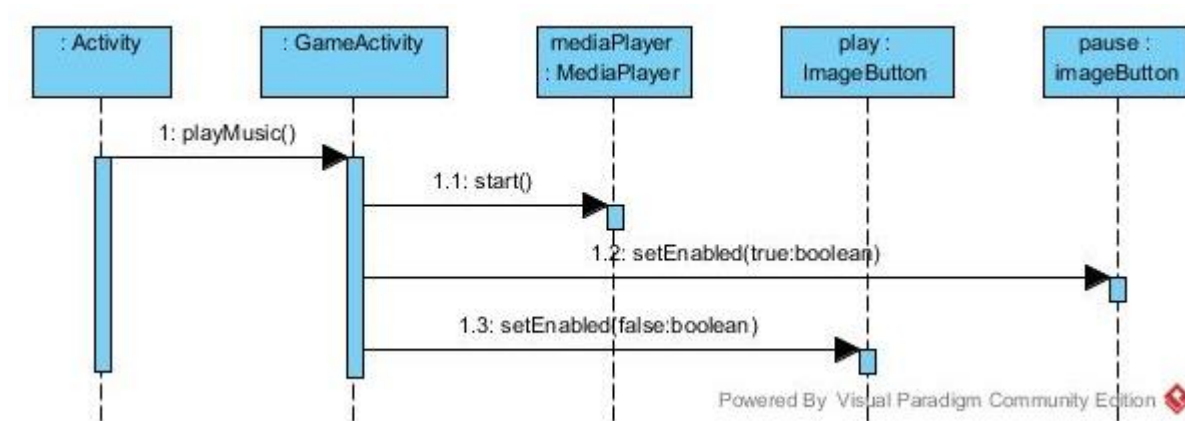 : Activity
: GameActivity
mediaPlayer
: MediaPlayer
play :
ImageButton
pause :
imageButton
1: playMusic()
1.1: start()
1.2: setEnabled(true:boolean)
1.3: setEnabled(false:boolean)
Powered By Visual Paradigm Community Edition